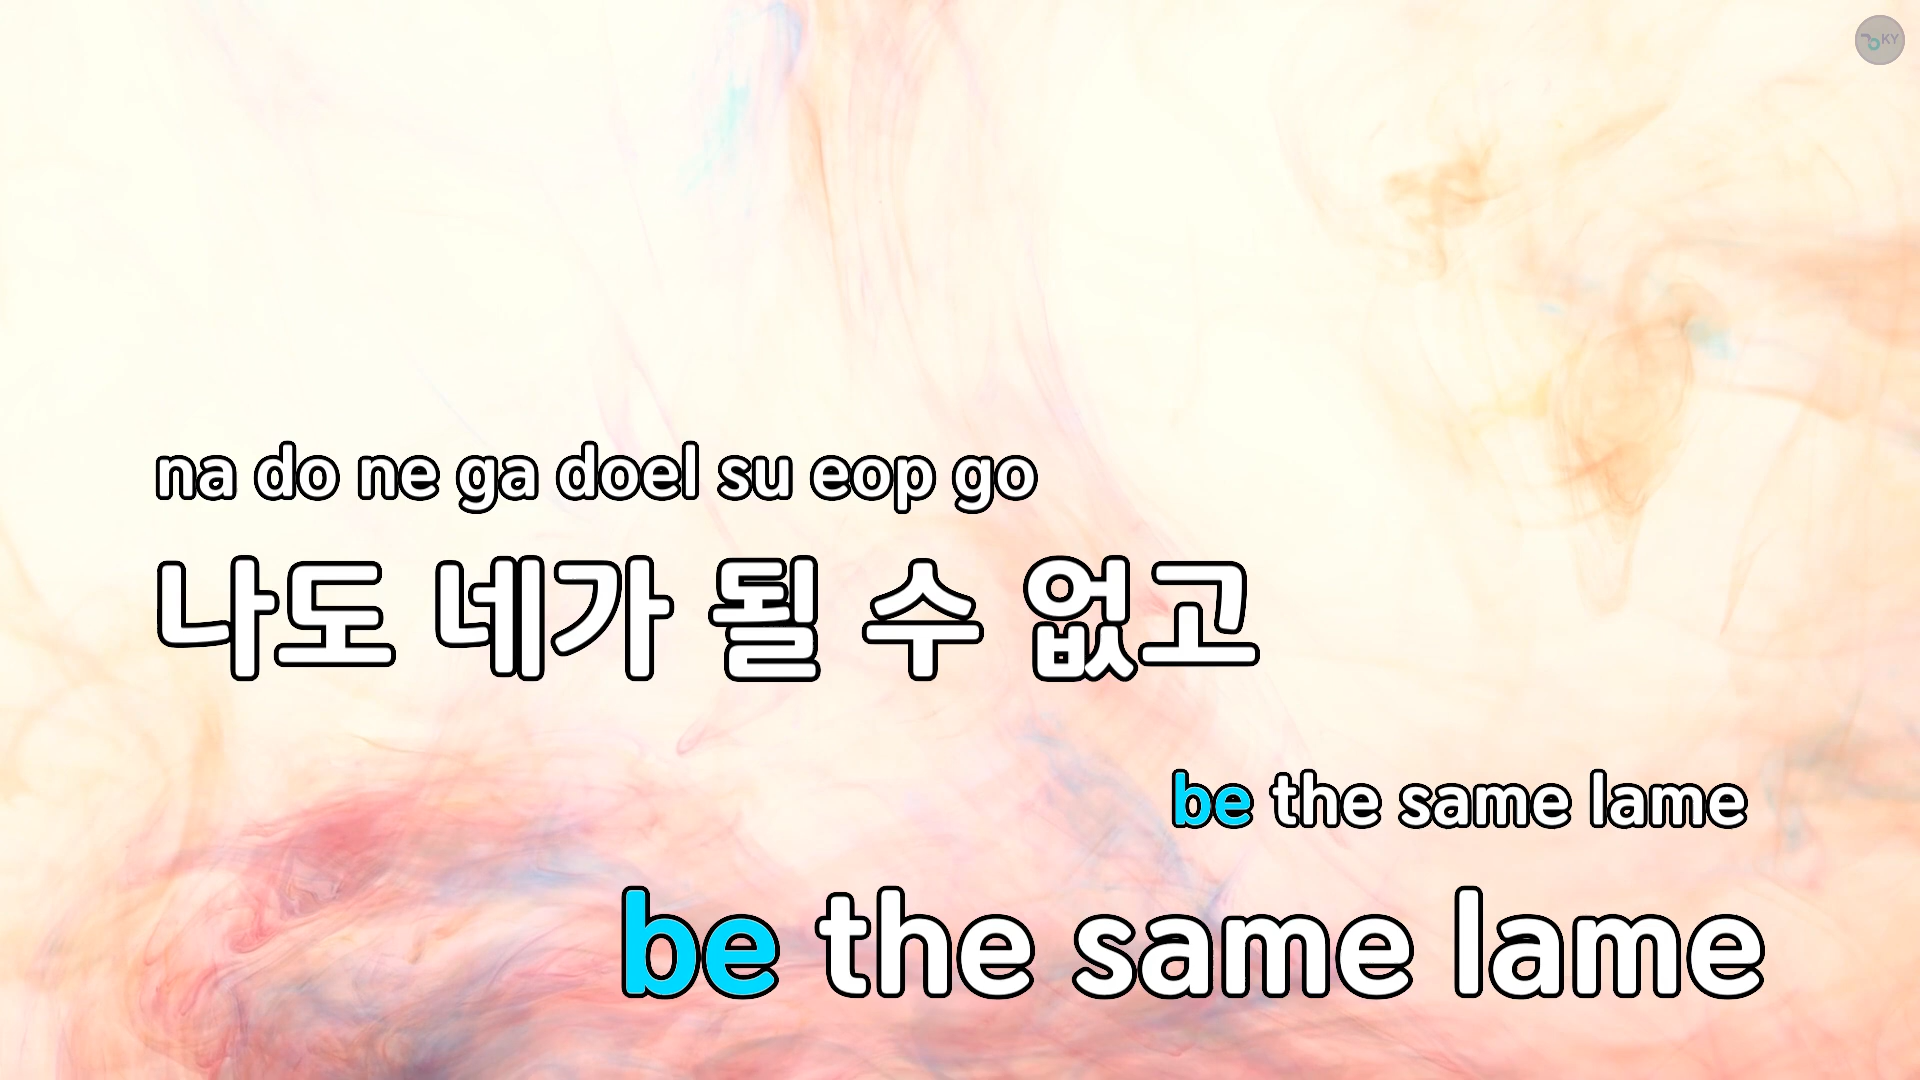 KY
na do ne ga doel su eop go
나도 네가 될 수 없고
be the same lame
be the same lame